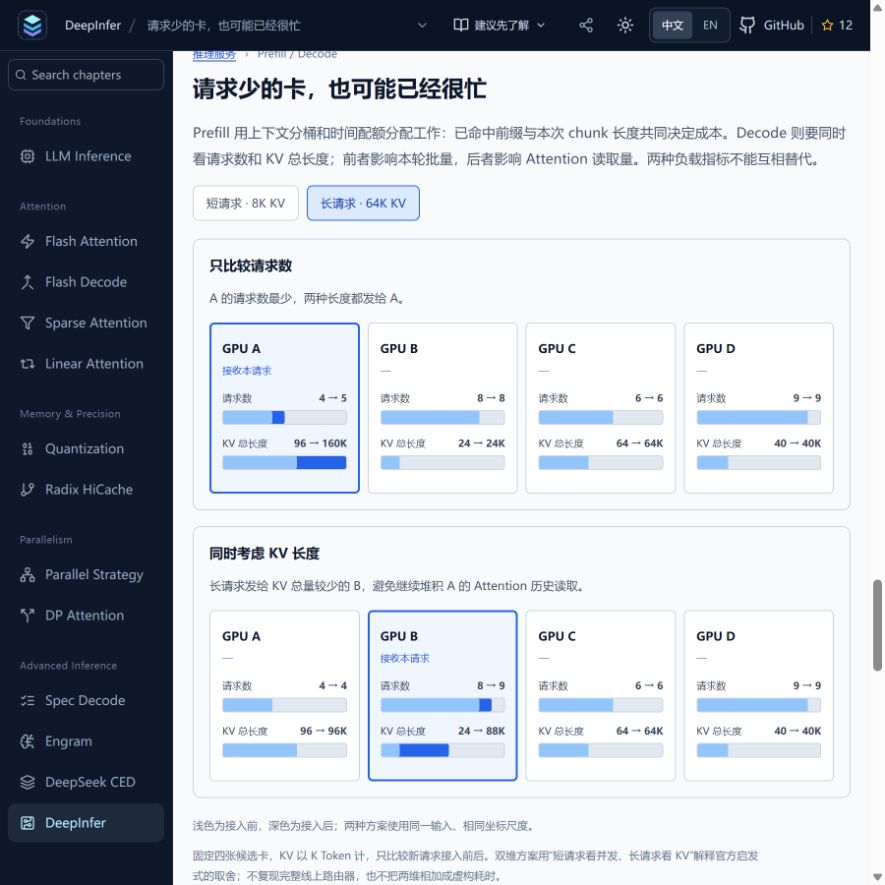 DeepInfer / 请求少的卡，也可能已经很忙
建议先了解
中文
EN
GitHub
12
Search chapters
Foundations
LLM Inference
Attention
Flash Attention
Flash Decode
Sparse Attention
Linear Attention
Memory & Precision
Quantization
Radix HiCache
Parallelism
Parallel Strategy
DP Attention
Advanced Inference
Spec Decode
Engram
DeepSeek CED
DeepInfer
推理服务 › Prefill / Decode
请求少的卡，也可能已经很忙
Prefill 用上下文分桶和时间配额分配工作：已命中前缀与本次 chunk 长度共同决定成本。Decode 则要同时
看请求数和 KV 总长度；前者影响本轮批量，后者影响 Attention 读取量。两种负载指标不能互相替代。
短请求 · 8K KV
长请求 · 64K KV
只比较请求数
A 的请求数最少，两种长度都发给 A。
GPU A
接收本请求
请求数 4 → 5
KV 总长度 96 → 160K
GPU B
—
请求数 8 → 8
KV 总长度 24 → 24K
GPU C
—
请求数 6 → 6
KV 总长度 64 → 64K
GPU D
—
请求数 9 → 9
KV 总长度 40 → 40K
同时考虑 KV 长度
长请求发给 KV 总量较少的 B，避免继续堆积 A 的 Attention 历史读取。
GPU A
—
请求数 4 → 4
KV 总长度 96 → 96K
GPU B
接收本请求
请求数 8 → 9
KV 总长度 24 → 88K
GPU C
—
请求数 6 → 6
KV 总长度 64 → 64K
GPU D
—
请求数 9 → 9
KV 总长度 40 → 40K
浅色为接入前，深色为接入后；两种方案使用同一输入、相同坐标尺度。
固定四张候选卡，KV 以 K Token 计，只比较新请求接入前后。双维方案用“短请求看并发、长请求看 KV”解释官方启发
式的取舍；不复现完整线上路由器，也不把两维相加成虚构耗时。